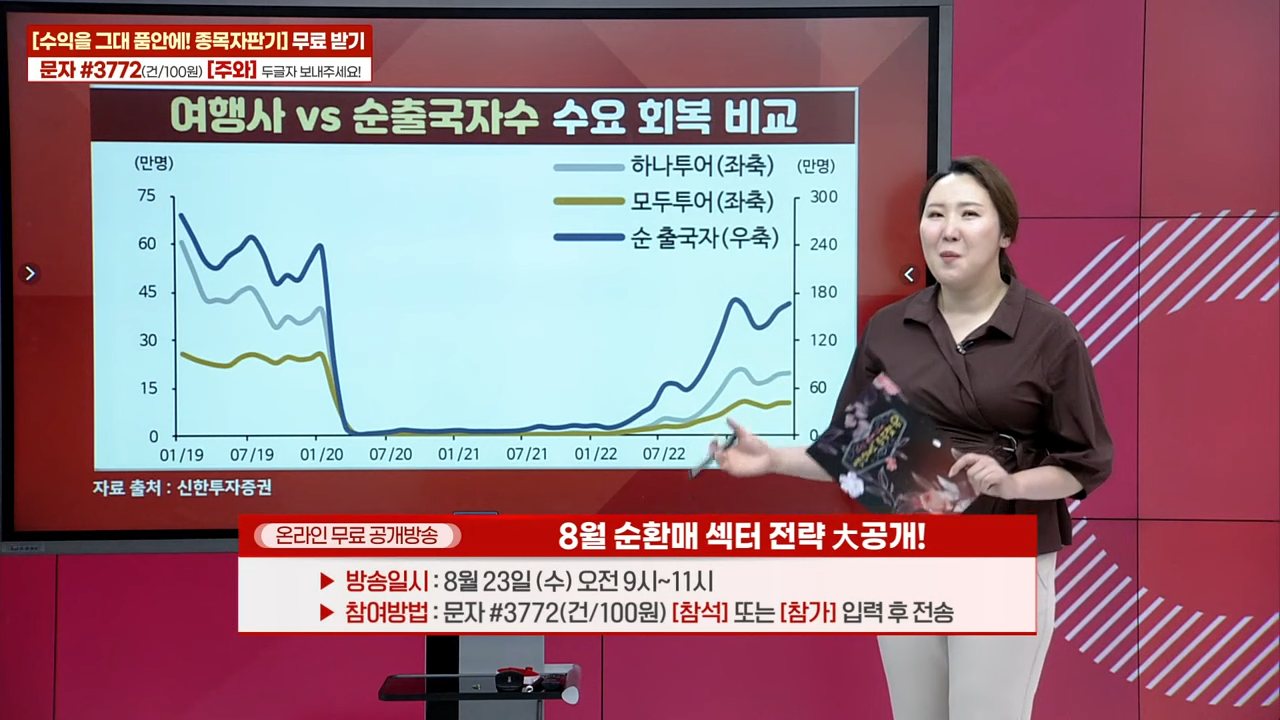 [수익을 그대 품안에! 종목자판기] 무료 받기
문자 #3772(건/100원) [주와] 두글자 보내주세요!
여행사 vs 순출국자수 수요 회복 비교
(만명)
하나투어(좌축)
(만명)
모두투어(좌축)
순 출국자(우축)
75
60
45
30
15
0
300
240
180
120
60
0
01/19
07/19
01/20
07/20
01/21
07/21
01/22
07/22
자료 출처 : 신한투자증권
온라인 무료 공개방송
8월 순환매 섹터 전략 大공개!
▶ 방송일시 : 8월 23일 (수) 오전 9시~11시
▶ 참여방법 : 문자 #3772(건/100원) [참석] 또는 [참가] 입력 후 전송